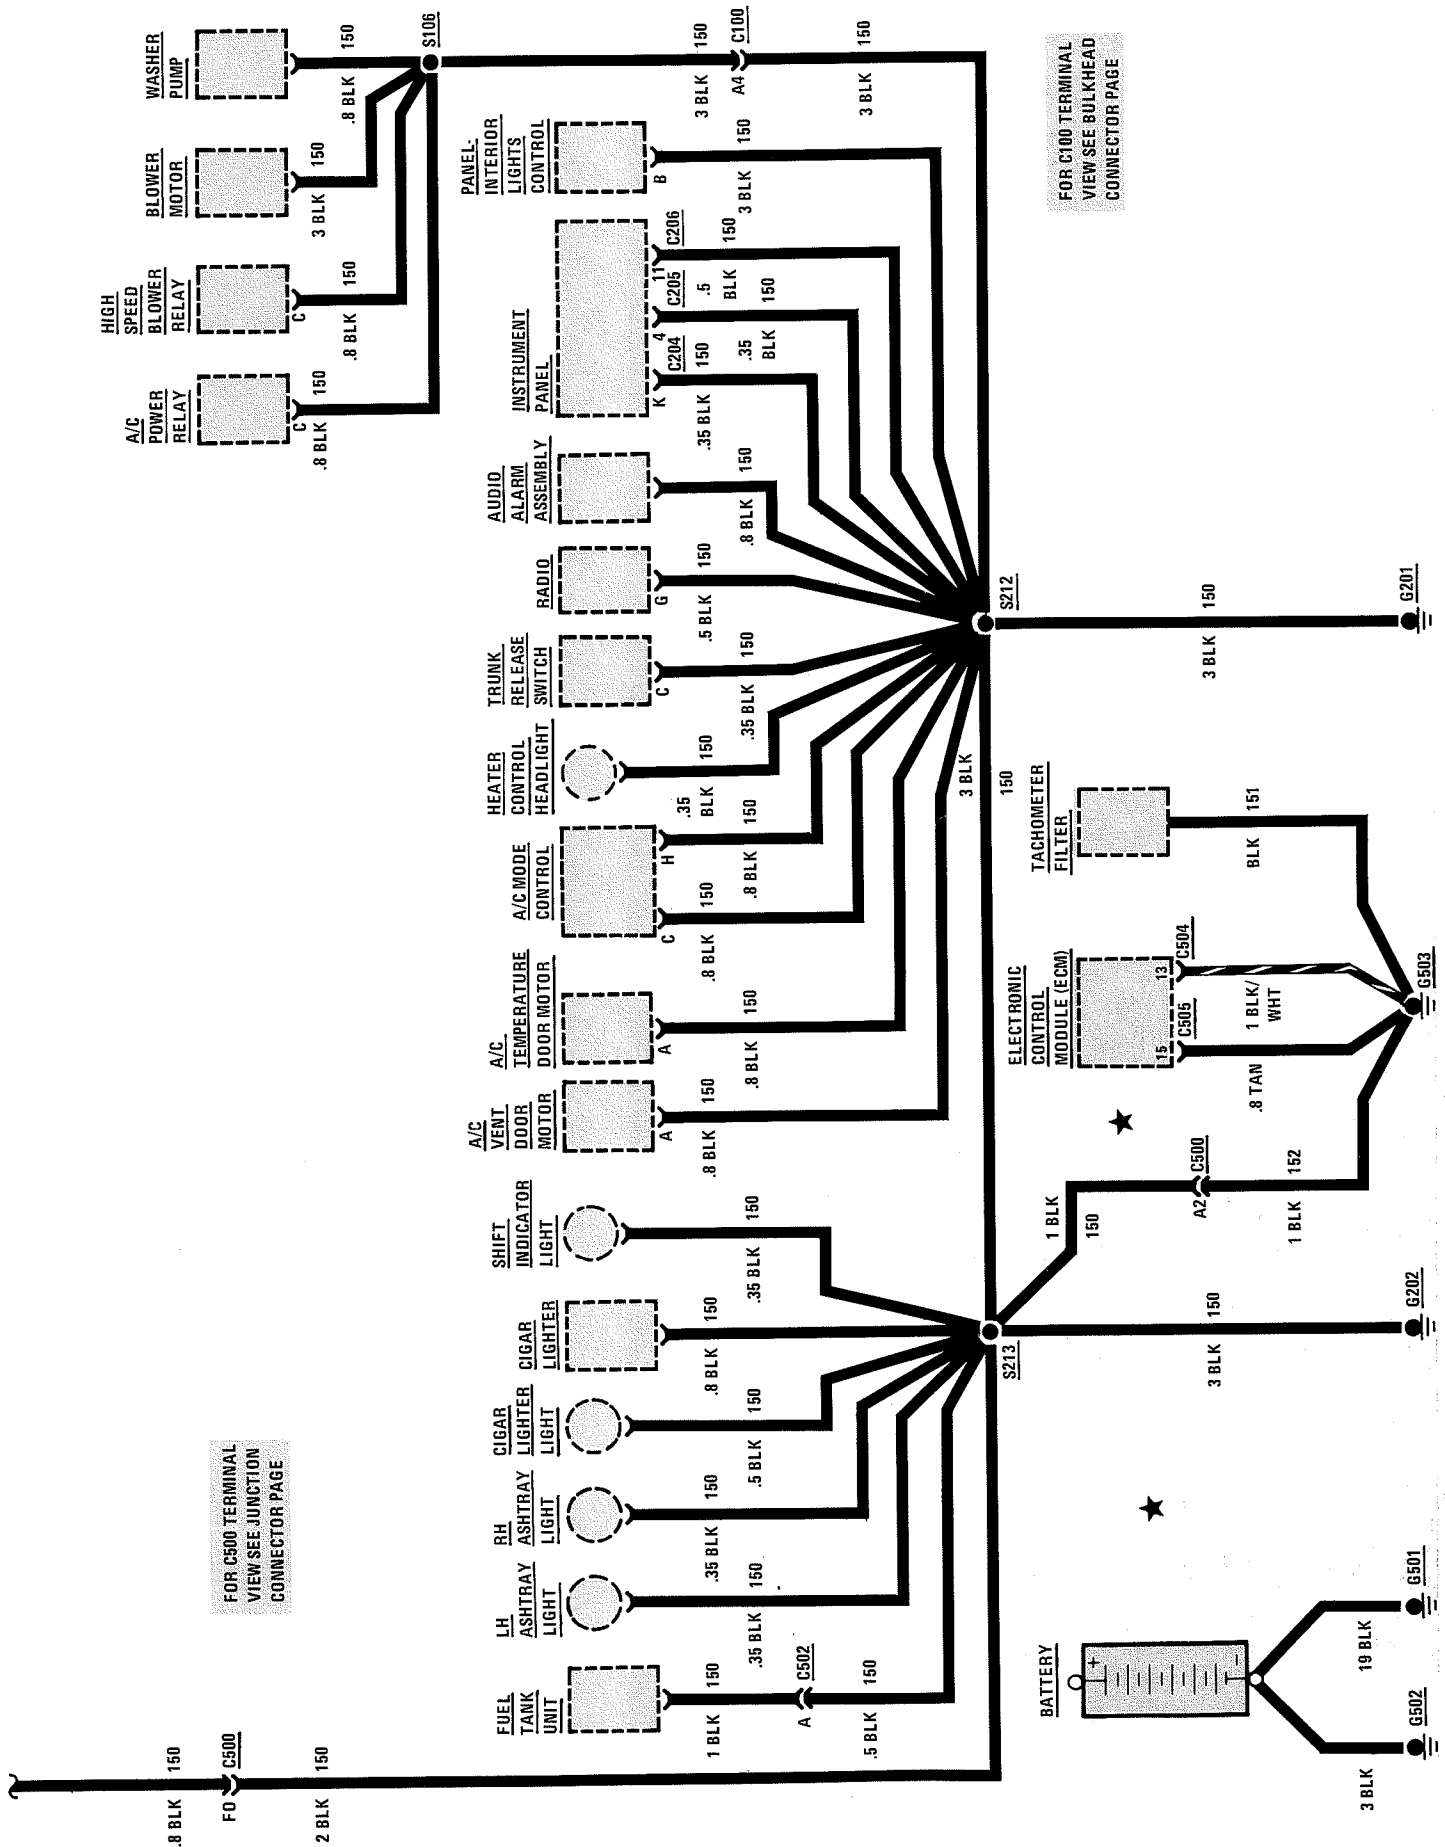 .8 BLK
150
FO
C500
2 BLK
150
FOR C500 TERMINAL
VIEW SEE JUNCTION
CONNECTOR PAGE
A/C
POWER
RELAY
C
.8 BLK
150
HIGH
SPEED
BLOWER
RELAY
C
.8 BLK
150
BLOWER
MOTOR
3 BLK
150
WASHER
PUMP
.8 BLK
150
S106
FUEL
TANK
UNIT
1 BLK
150
A
C502
.5 BLK
150
LH
ASHTRAY
LIGHT
.35 BLK
150
RH
ASHTRAY
LIGHT
.35 BLK
150
CIGAR
LIGHTER
LIGHT
.5 BLK
150
CIGAR
LIGHTER
.8 BLK
150
SHIFT
INDICATOR
LIGHT
.35 BLK
150
A/C
VENT
DOOR
MOTOR
A
.8 BLK
150
A/C
TEMPERATURE
DOOR MOTOR
A
.8 BLK
150
A/C MODE
CONTROL
C
.8 BLK
150
H
.8 BLK
150
HEATER
CONTROL
HEADLIGHT
.35
BLK
150
TRUNK
RELEASE
SWITCH
C
.35 BLK
150
RADIO
G
.5 BLK
150
AUDIO
ALARM
ASSEMBLY
.8 BLK
150
INSTRUMENT
PANEL
K
C204
.35 BLK
150
4
C205
.35
BLK
150
11
C206
.5
BLK
150
PANEL-
INTERIOR
LIGHTS
CONTROL
B
3 BLK
150
3 BLK
150
A4
C100
3 BLK
150
S213
3 BLK
150
S212
BATTERY
+
-
3 BLK
G502
19 BLK
G501
3 BLK
150
G202
1 BLK
150
A2
C500
1 BLK
152
ELECTRONIC
CONTROL
MODULE (ECM)
15
C505
13
C504
.8 TAN
1 BLK/
WHT
TACHOMETER
FILTER
BLK
151
G503
3 BLK
150
G201
FOR C100 TERMINAL
VIEW SEE BULKHEAD
CONNECTOR PAGE